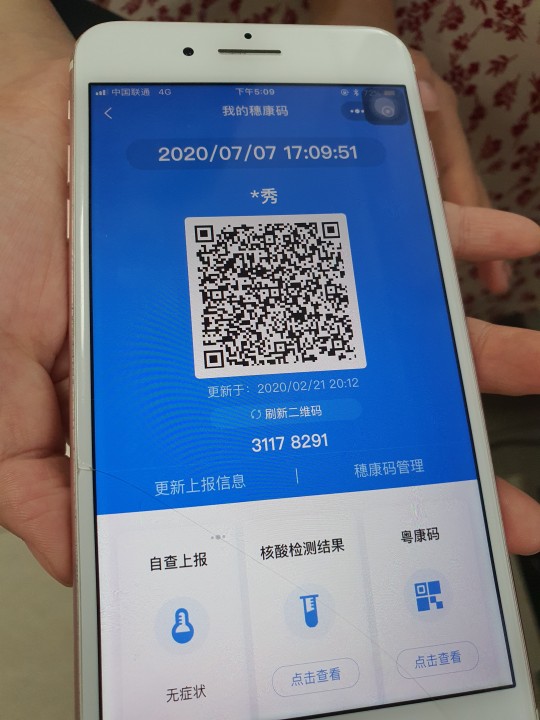 中国联通 4G 下午5:09
我的穗康码
2020/07/07 17:09:51
*秀
更新于：2020/02/21 20:12
刷新二维码
3117 8291
更新上报信息 | 穗康码管理
自查上报 核酸检测结果 粤康码
无症状 点击查看 点击查看